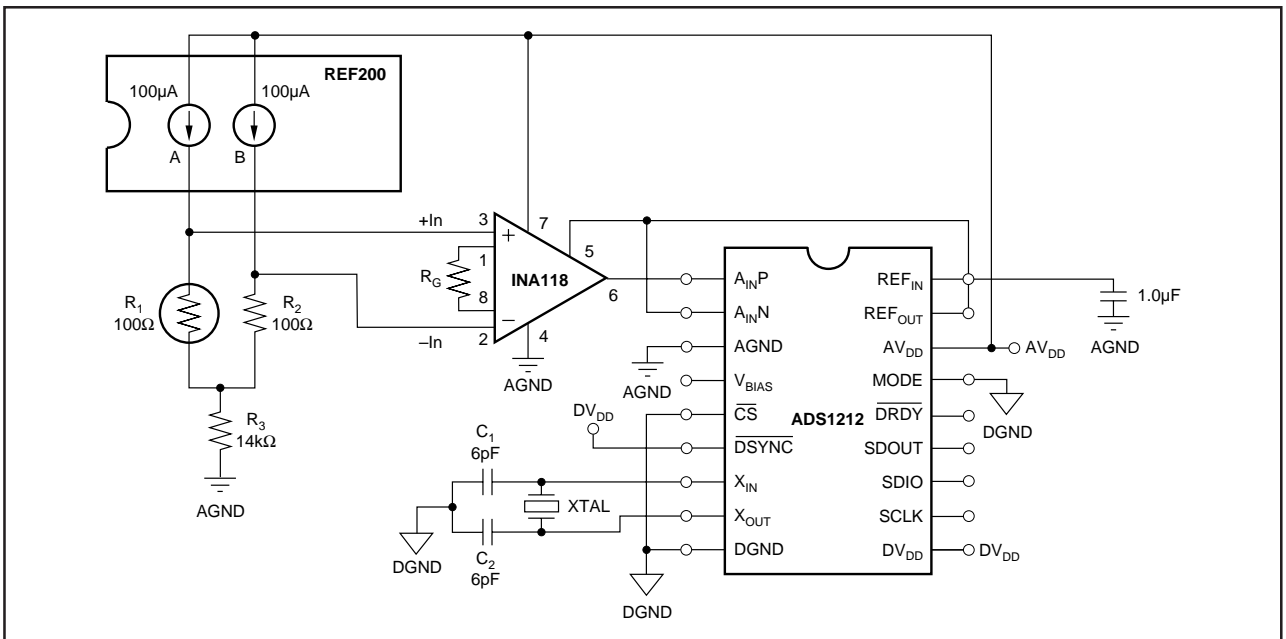 REF200
100µA
100µA
A
B
+In
3
7
+
1
5
R_G
INA118
8
6
–
2
4
–In
AGND
R_1
100Ω
R_2
100Ω
R_3
14kΩ
AGND
A_INP
A_INN
AGND
AGND
V_BIAS
CS
DV_DD
DSYNC
X_IN
X_OUT
DGND
DGND
C_1
6pF
XTAL
C_2
6pF
DGND
ADS1212
REF_IN
REF_OUT
AV_DD
AV_DD
MODE
DRDY
SDOUT
SDIO
SCLK
DV_DD
DV_DD
1.0µF
AGND
DGND